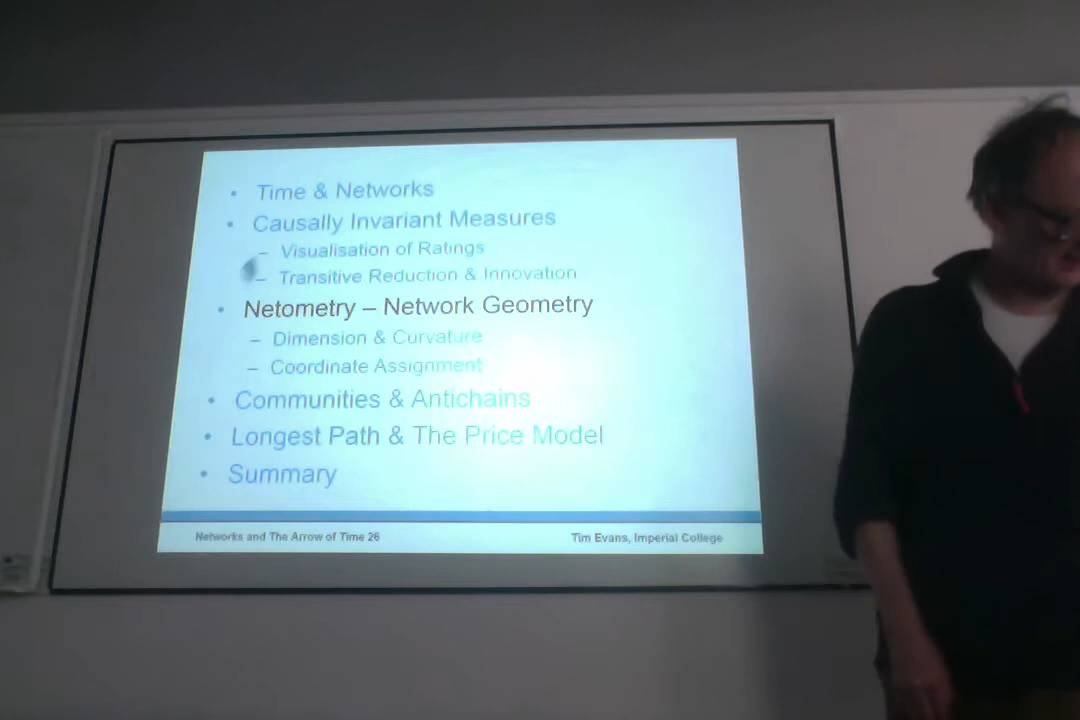 • Time & Networks
• Causally Invariant Measures
– Visualisation of Ratings
– Transitive Reduction & Innovation
• Netometry – Network Geometry
– Dimension & Curvature
– Coordinate Assignment
• Communities & Antichains
• Longest Path & The Price Model
• Summary
Networks and The Arrow of Time 26
Tim Evans, Imperial College